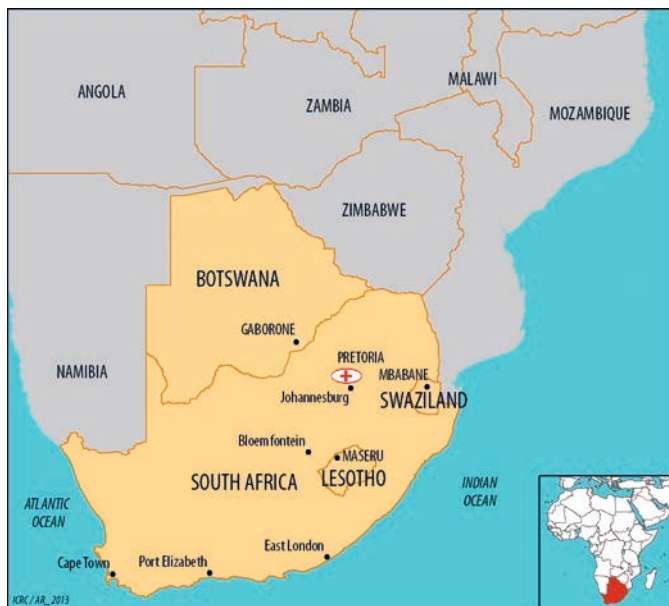 ANGOLA
ZAMBIA
MALAWI
MOZAMBIQUE
ZIMBABWE
BOTSWANA
GABORONE
NAMIBIA
PRETORIA
MBABANE
Johannesburg
SWAZILAND
Bloemfontein
MASERU
SOUTH AFRICA
LESOTHO
INDIAN
OCEAN
ATLANTIC
OCEAN
East London
Port Elizabeth
Cape Town
ICRC / AR_2013